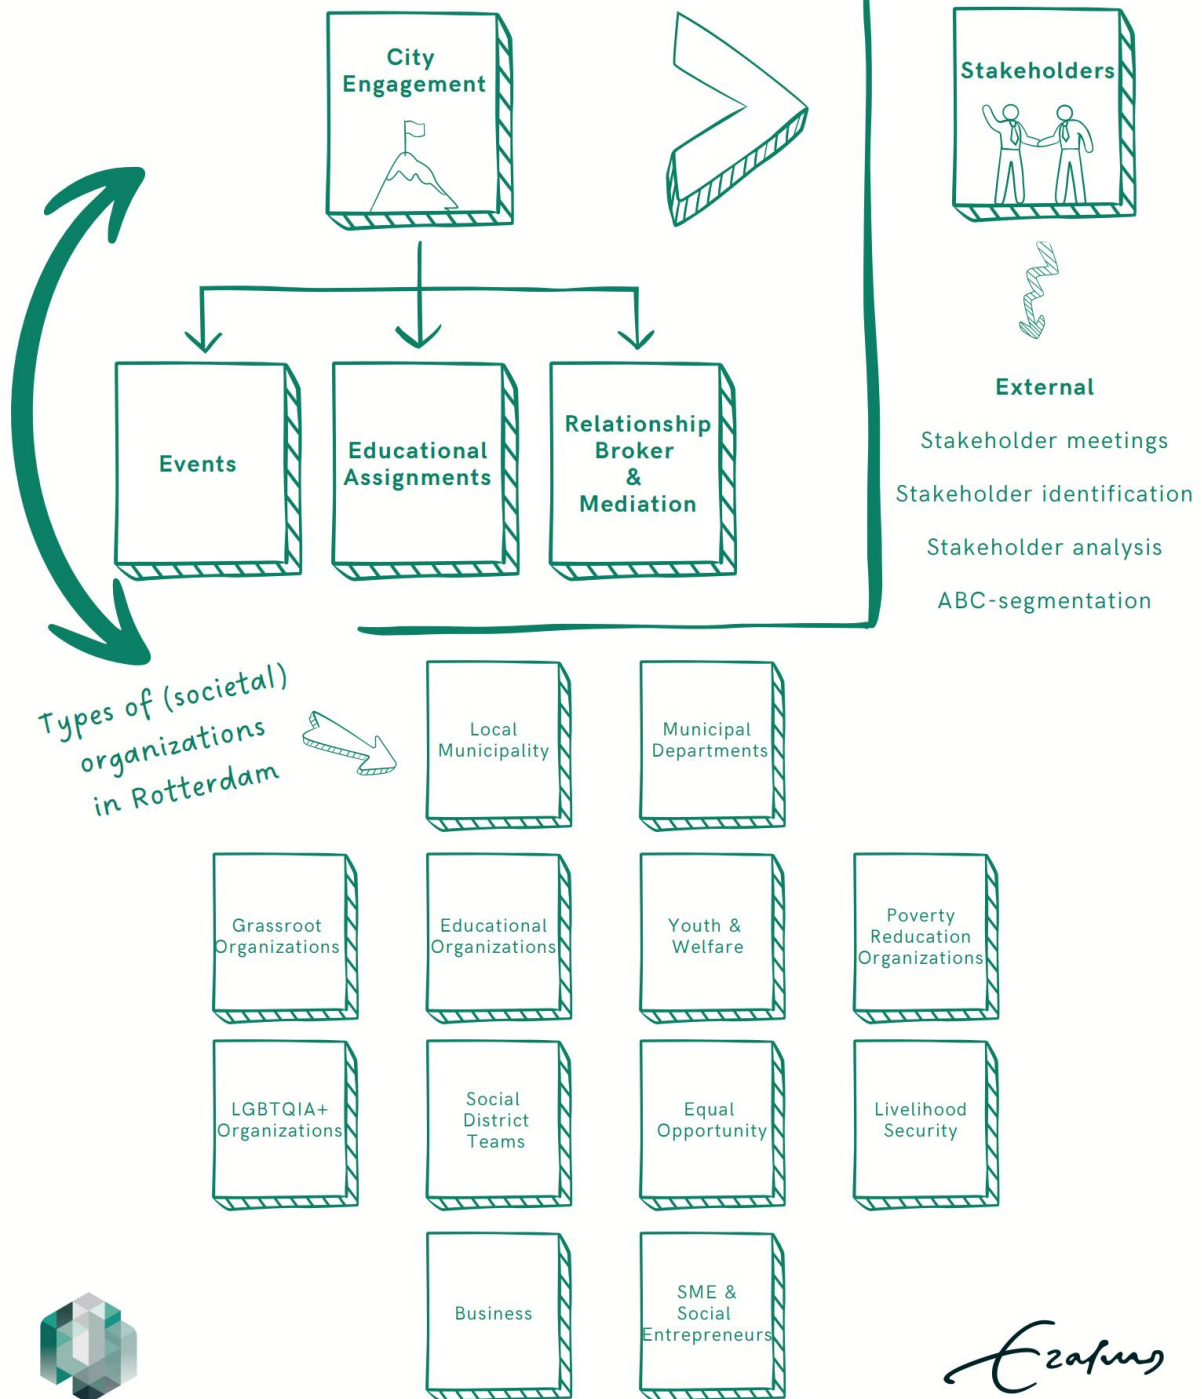 City
Engagement
Stakeholders
Events
Educational
Assignments
Relationship
Broker
&
Mediation
External
Stakeholder meetings
Stakeholder identification
Stakeholder analysis
ABC-segmentation
Types of (societal)
organizations
in Rotterdam
Local
Municipality
Municipal
Departments
Grassroot
Organizations
Educational
Organizations
Youth &
Welfare
Poverty
Reducation
Organizations
LGBTQIA+
Organizations
Social
District
Teams
Equal
Opportunity
Livelihood
Security
Business
SME &
Social
Entrepreneurs
Erasmus